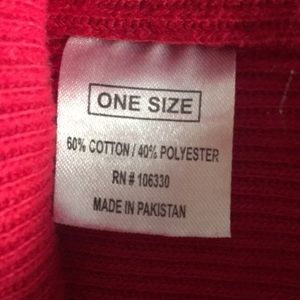 ONE SIZE
60% COTTON / 40% POLYESTER
RN # 106330
MADE IN PAKISTAN